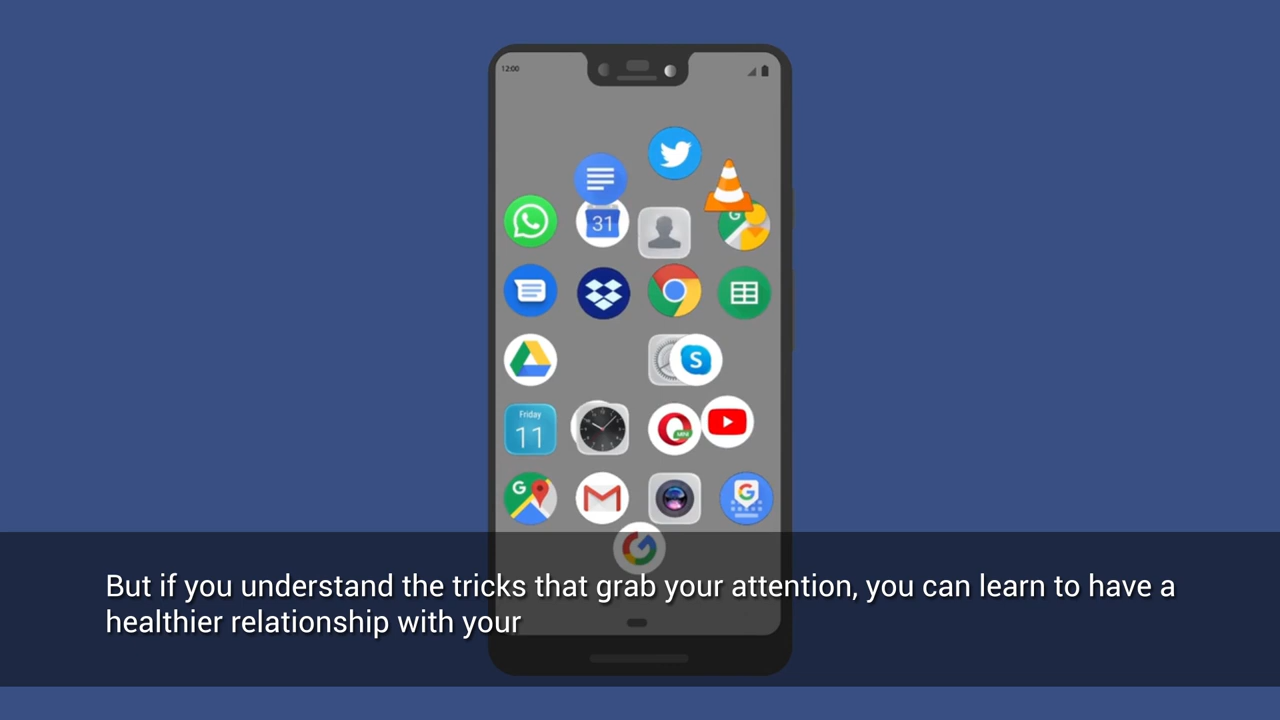 12:00
G
31
S
Friday
11
MINI
G
G
But if you understand the tricks that grab your attention, you can learn to have a
healthier relationship with your